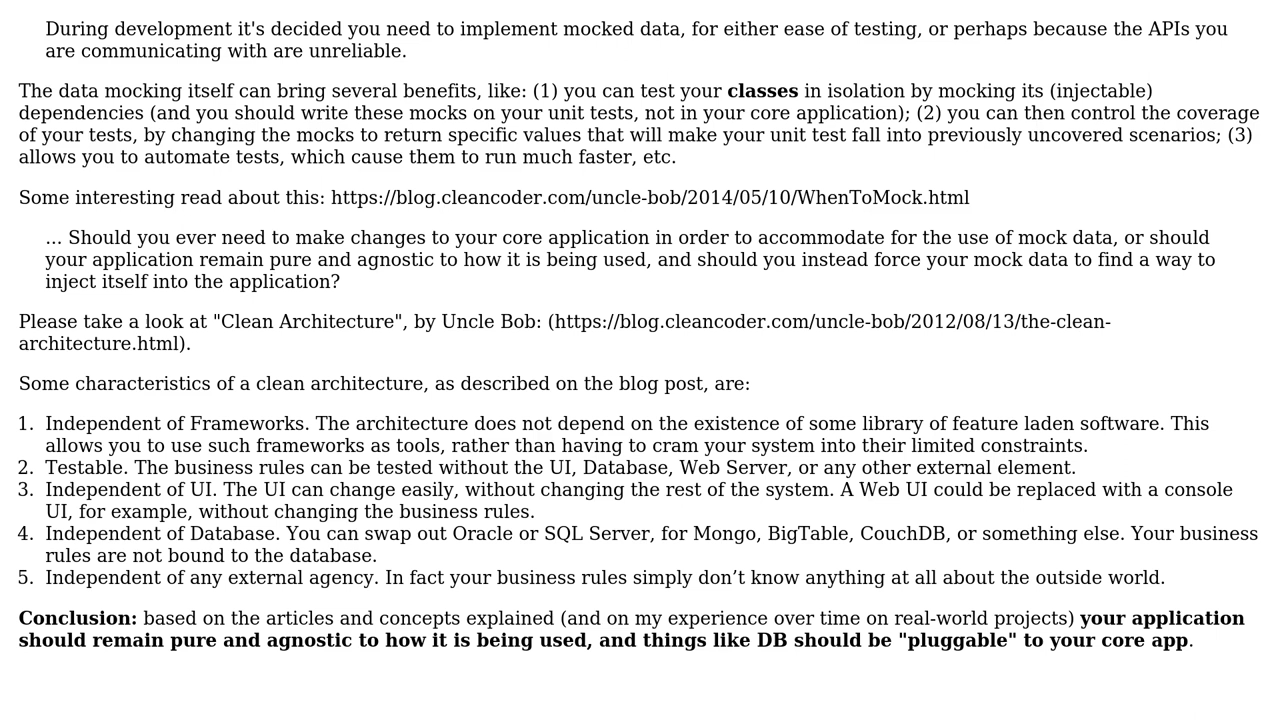 During development it's decided you need to implement mocked data, for either ease of testing, or perhaps because the APIs you
are communicating with are unreliable.
The data mocking itself can bring several benefits, like: (1) you can test your classes in isolation by mocking its (injectable)
dependencies (and you should write these mocks on your unit tests, not in your core application); (2) you can then control the coverage
of your tests, by changing the mocks to return specific values that will make your unit test fall into previously uncovered scenarios; (3)
allows you to automate tests, which cause them to run much faster, etc.
Some interesting read about this: https://blog.cleancoder.com/uncle-bob/2014/05/10/WhenToMock.html
... Should you ever need to make changes to your core application in order to accommodate for the use of mock data, or should
your application remain pure and agnostic to how it is being used, and should you instead force your mock data to find a way to
inject itself into the application?
Please take a look at "Clean Architecture", by Uncle Bob: (https://blog.cleancoder.com/uncle-bob/2012/08/13/the-clean-
architecture.html).
Some characteristics of a clean architecture, as described on the blog post, are:
1. Independent of Frameworks. The architecture does not depend on the existence of some library of feature laden software. This
allows you to use such frameworks as tools, rather than having to cram your system into their limited constraints.
2. Testable. The business rules can be tested without the UI, Database, Web Server, or any other external element.
3. Independent of UI. The UI can change easily, without changing the rest of the system. A Web UI could be replaced with a console
UI, for example, without changing the business rules.
4. Independent of Database. You can swap out Oracle or SQL Server, for Mongo, BigTable, CouchDB, or something else. Your business
rules are not bound to the database.
5. Independent of any external agency. In fact your business rules simply don’t know anything at all about the outside world.
Conclusion: based on the articles and concepts explained (and on my experience over time on real-world projects) your application
should remain pure and agnostic to how it is being used, and things like DB should be "pluggable" to your core app.